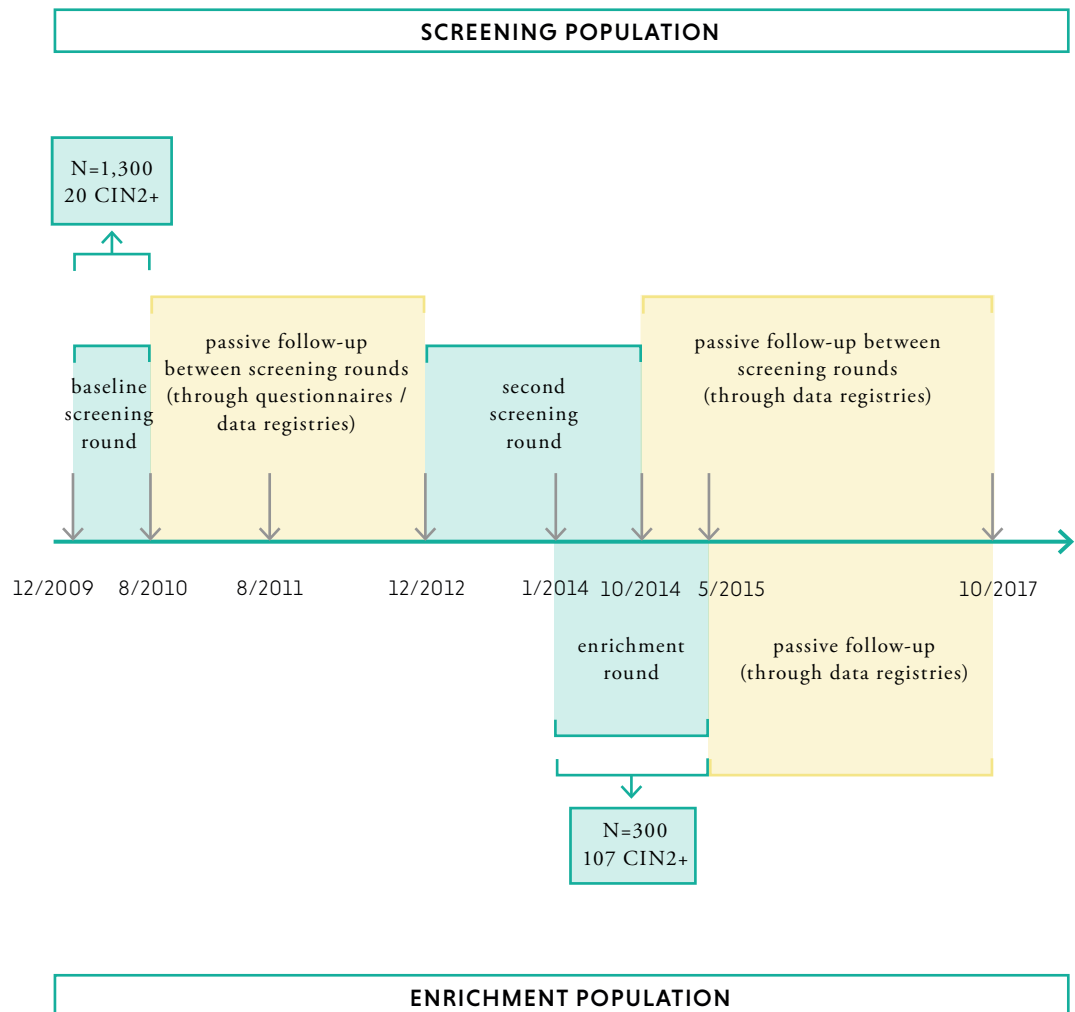 SCREENING POPULATION
N=1,300
20 CIN2+
baseline
screening
round
passive follow-up
between screening rounds
(through questionnaires /
data registries)
second
screening
round
passive follow-up between
screening rounds
(through data registries)
12/2009
8/2010
8/2011
12/2012
1/2014
10/2014
5/2015
10/2017
enrichment
round
passive follow-up
(through data registries)
N=300
107 CIN2+
ENRICHMENT POPULATION